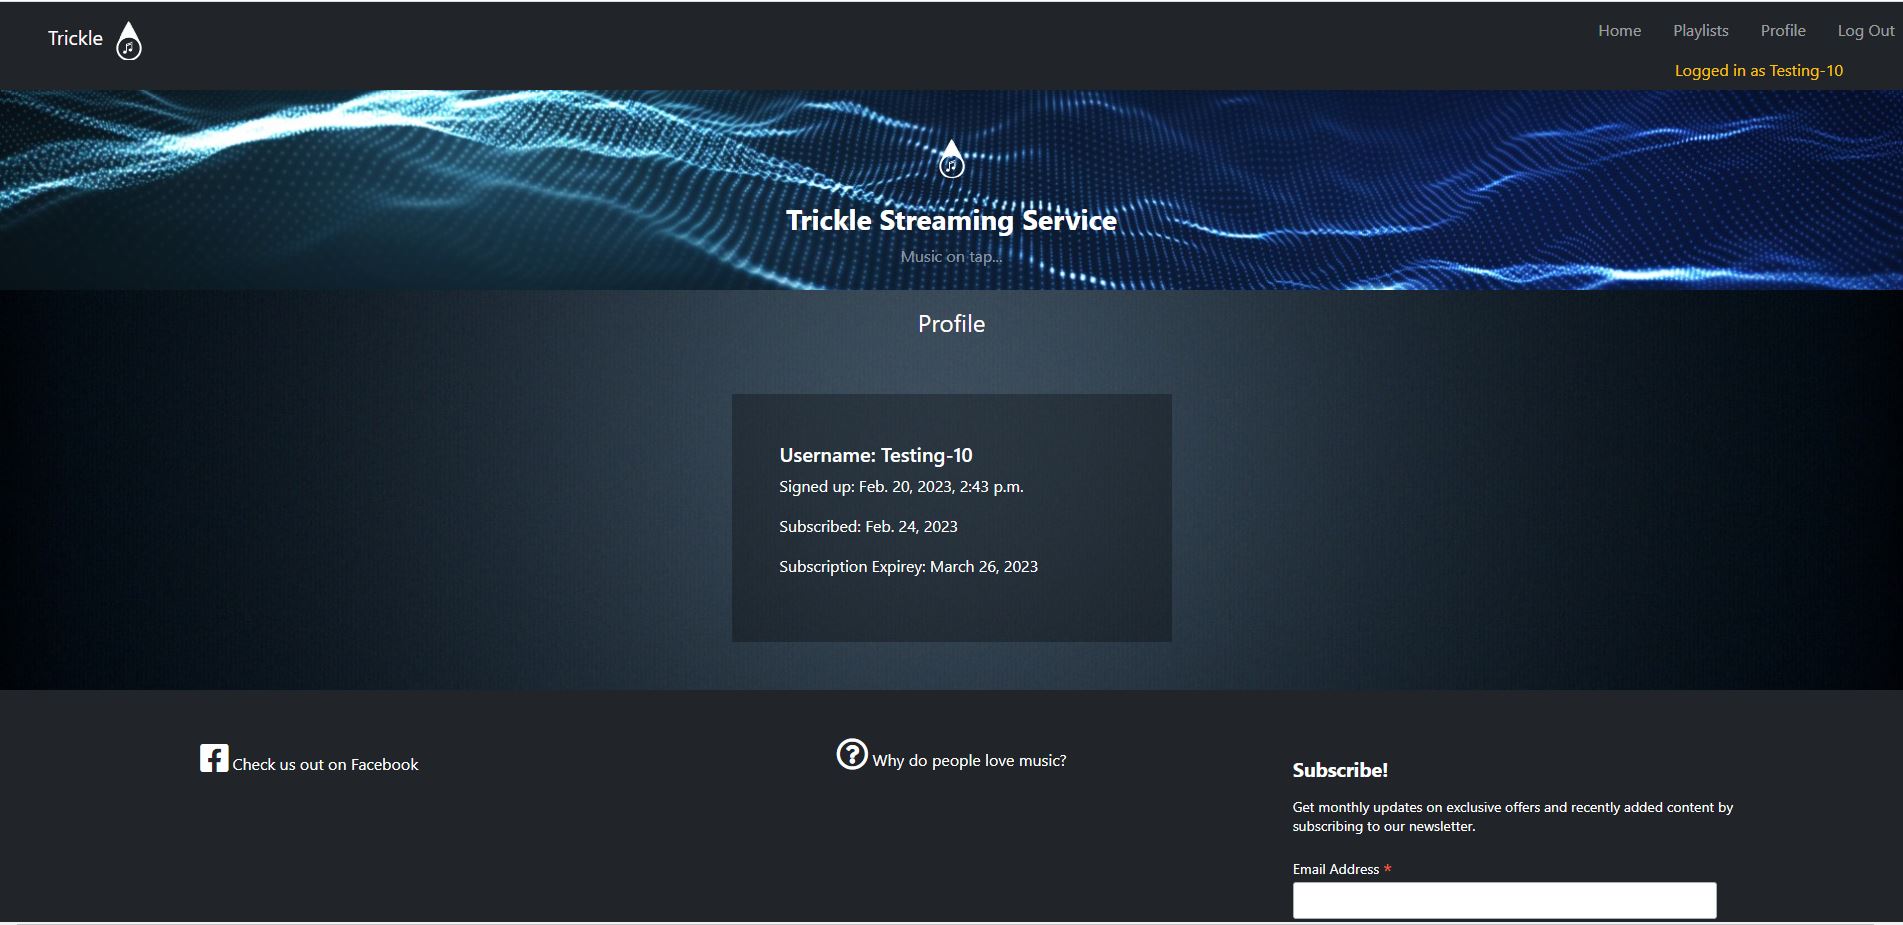 Trickle
Home Playlists Profile Log Out
Logged in as Testing-10
Trickle Streaming Service
Music on tap...
Profile
Username: Testing-10
Signed up: Feb. 20, 2023, 2:43 p.m.
Subscribed: Feb. 24, 2023
Subscription Expirey: March 26, 2023
Check us out on Facebook
Why do people love music?
Subscribe!
Get monthly updates on exclusive offers and recently added content by
subscribing to our newsletter.
Email Address *